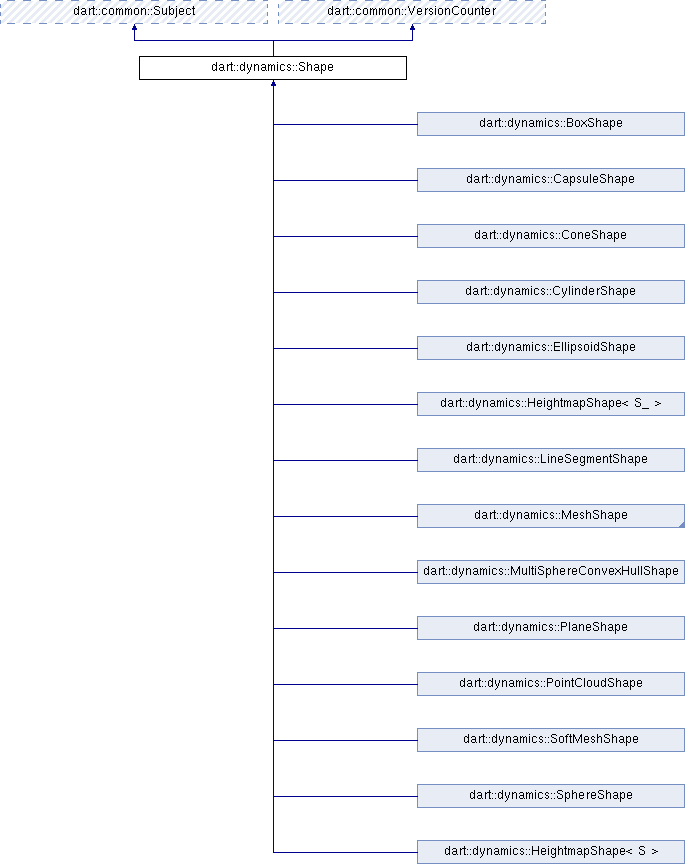 dart::common::Subject
dart::common::VersionCounter
dart::dynamics::Shape
dart::dynamics::BoxShape
dart::dynamics::CapsuleShape
dart::dynamics::ConeShape
dart::dynamics::CylinderShape
dart::dynamics::EllipsoidShape
dart::dynamics::HeightmapShape< S_ >
dart::dynamics::LineSegmentShape
dart::dynamics::MeshShape
dart::dynamics::MultiSphereConvexHullShape
dart::dynamics::PlaneShape
dart::dynamics::PointCloudShape
dart::dynamics::SoftMeshShape
dart::dynamics::SphereShape
dart::dynamics::HeightmapShape< S >